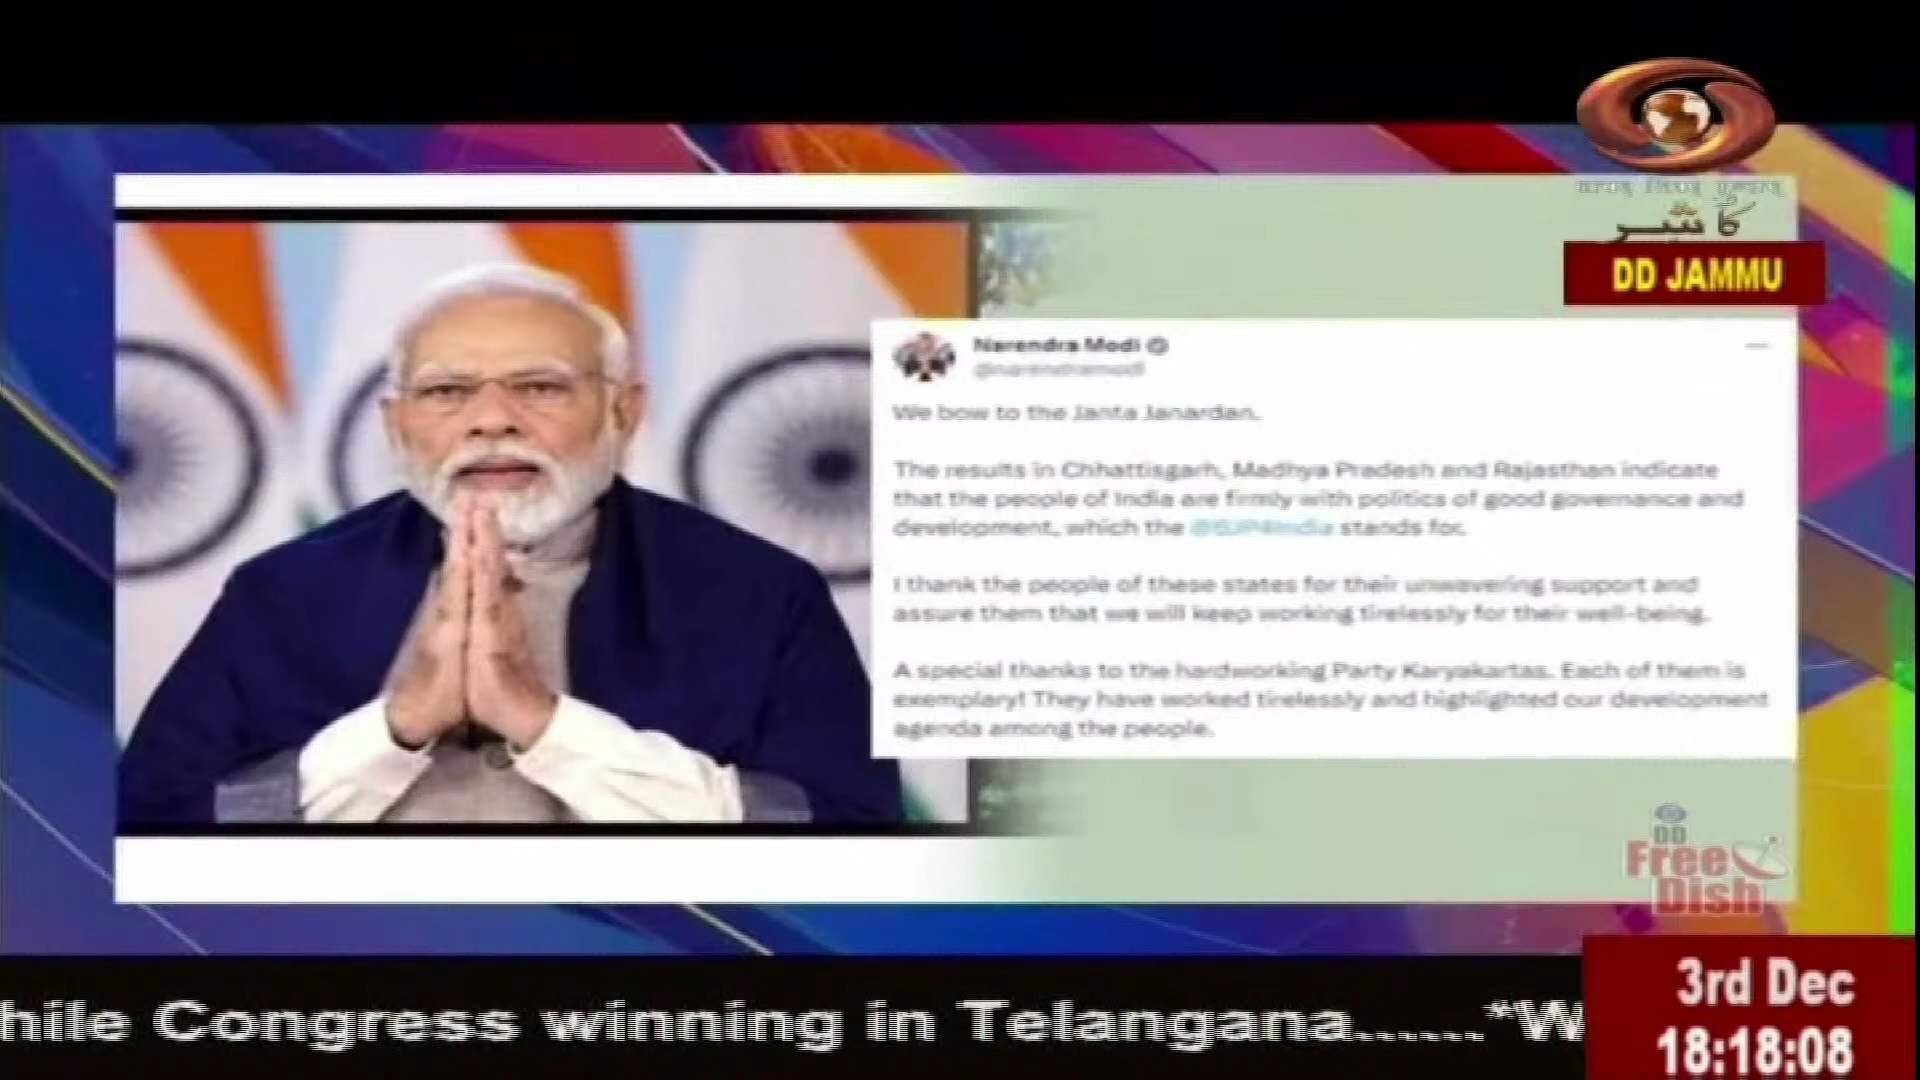 کٲشُر
DD JAMMU
Narendra Modi
@narendramodi
We bow to the Janta Janardan.
The results in Chhattisgarh, Madhya Pradesh and Rajasthan indicate
that the people of India are firmly with politics of good governance and
development, which the @BJP4India stands for.
I thank the people of these states for their unwavering support and
assure them that we will keep working tirelessly for their well-being.
A special thanks to the hardworking Party Karyakartas. Each of them is
exemplary! They have worked tirelessly and highlighted our development
agenda among the people.
DD
Free
Dish
hile Congress winning in Telangana......*W
3rd Dec
18:18:08